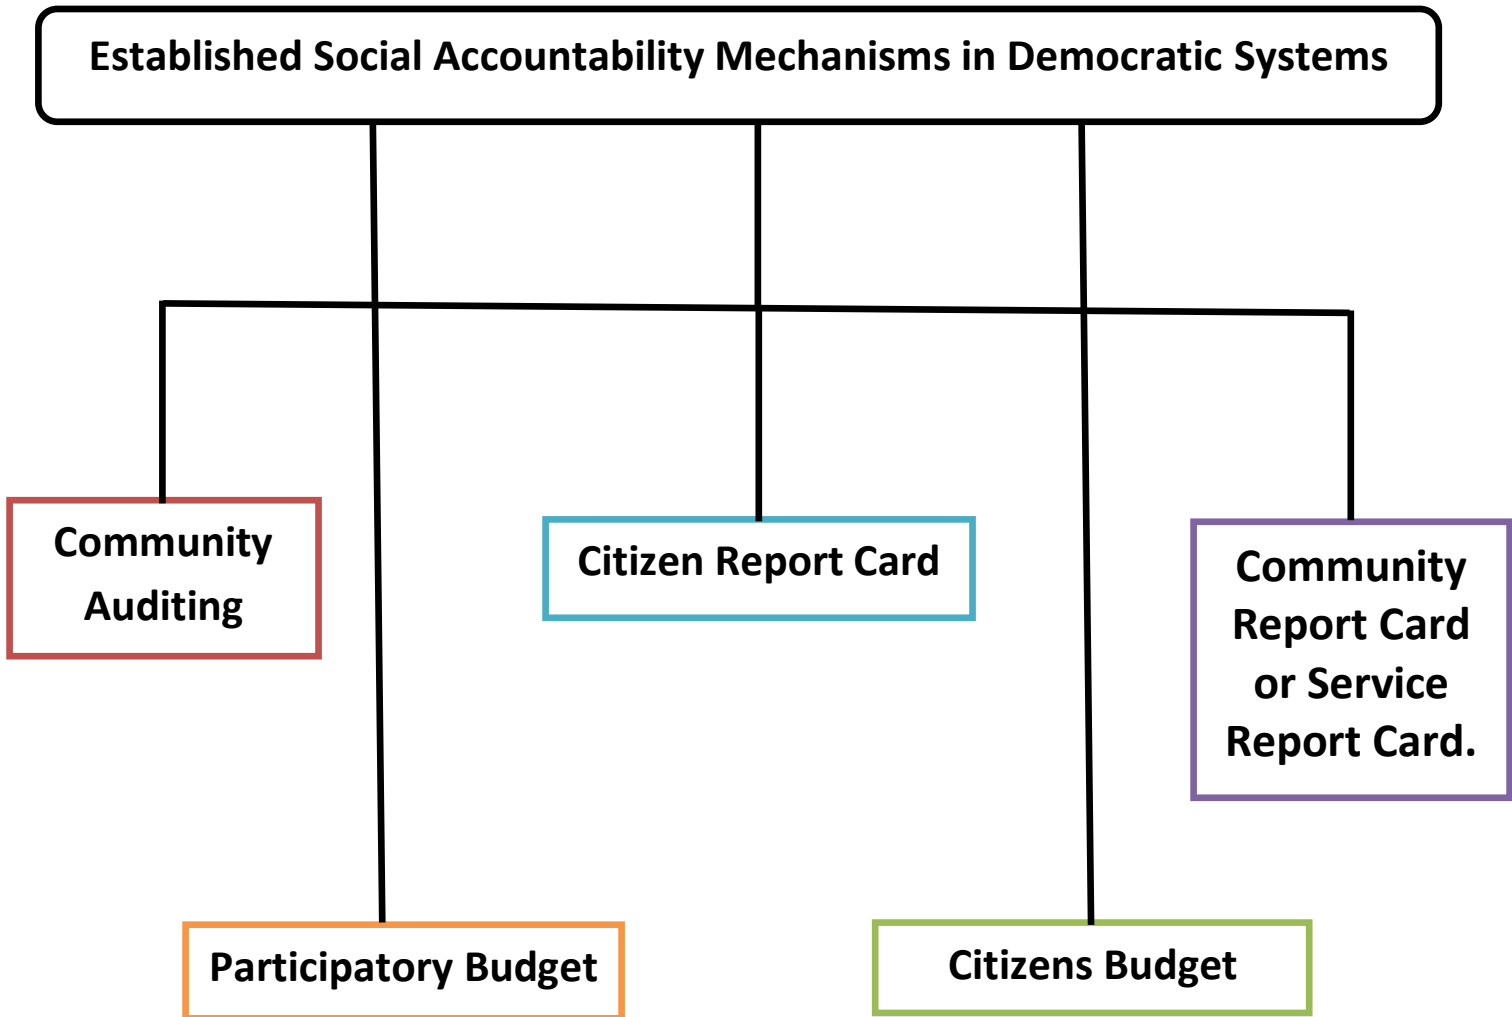 Established Social Accountability Mechanisms in Democratic Systems
Community
Auditing
Citizen Report Card
Community
Report Card
or Service
Report Card.
Participatory Budget
Citizens Budget